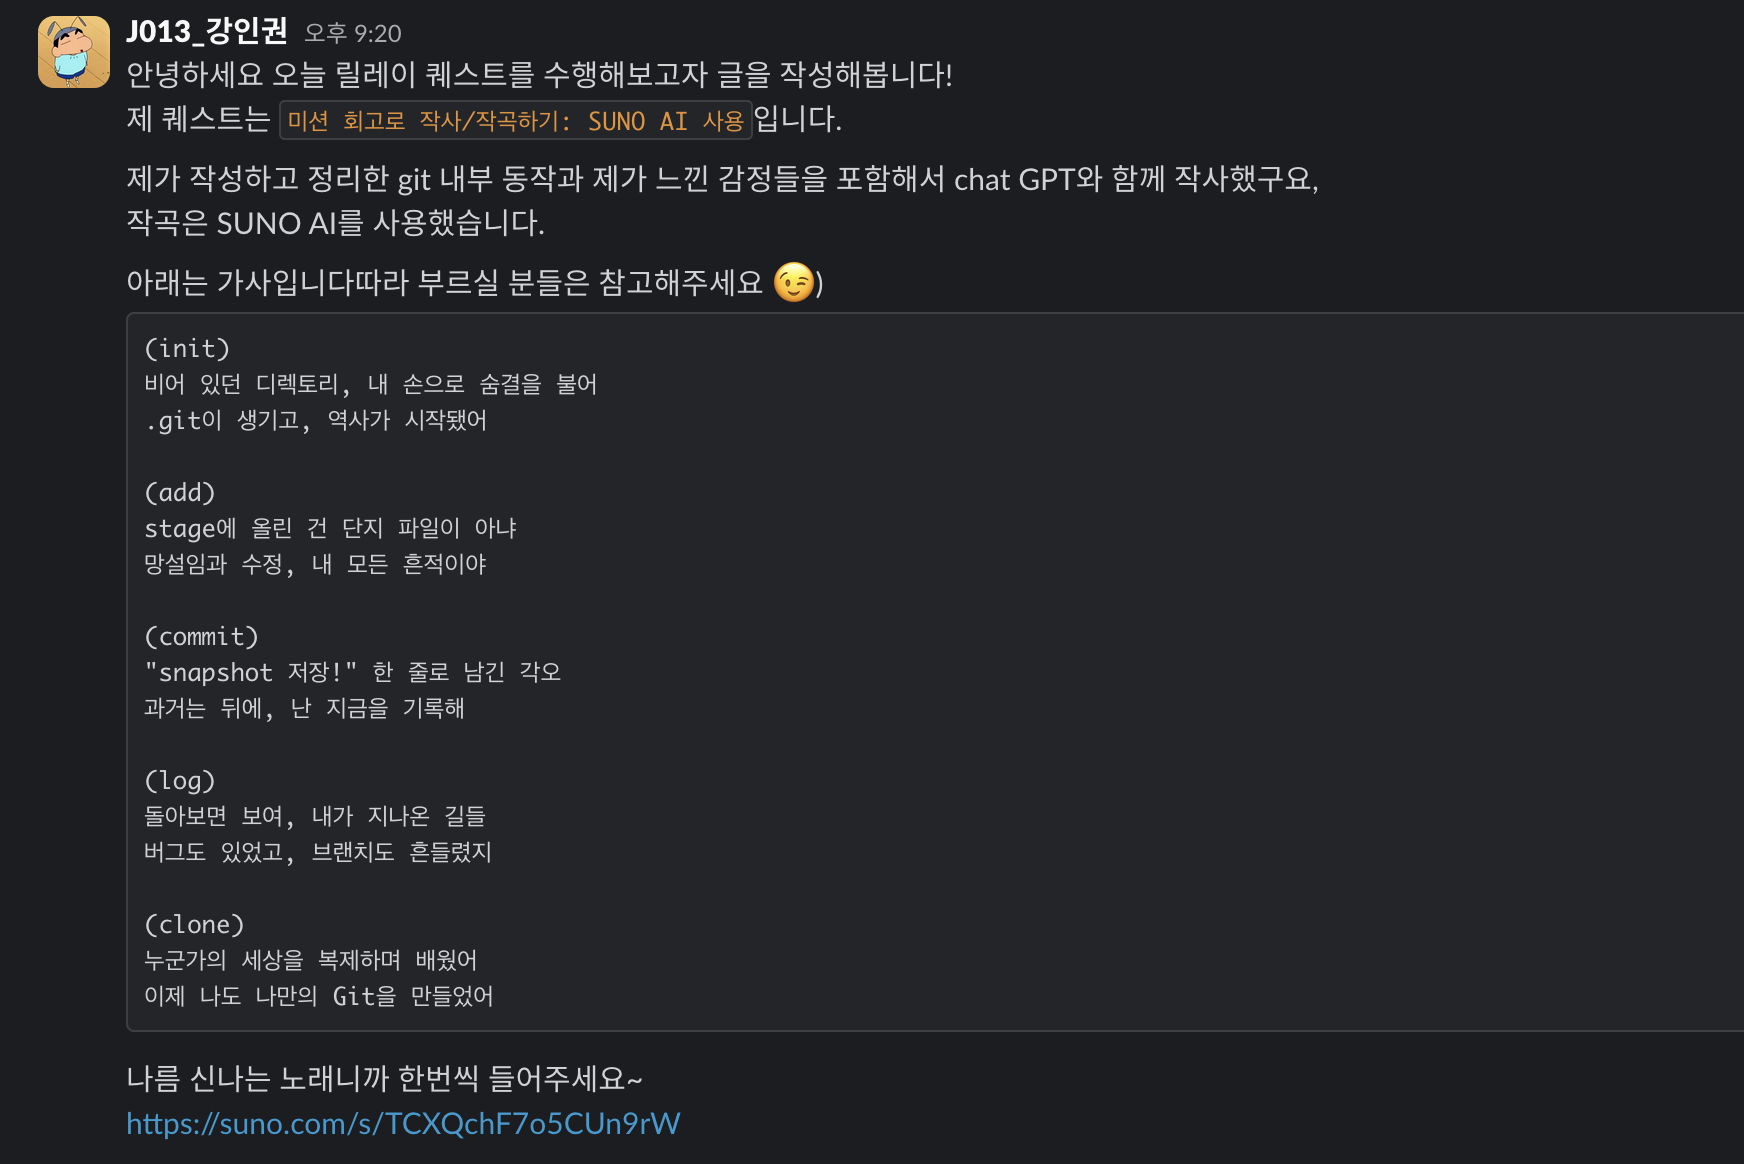 J013_강인권 오후 9:20
안녕하세요 오늘 릴레이 퀘스트를 수행해보고자 글을 작성해봅니다!
제 퀘스트는 미션 회고로 작사/작곡하기: SUNO AI 사용입니다.
제가 작성하고 정리한 git 내부 동작과 제가 느낀 감정들을 포함해서 chat GPT와 함께 작사했구요,
작곡은 SUNO AI를 사용했습니다.
아래는 가사입니다따라 부르실 분들은 참고해주세요 😉)
(init)
비어 있던 디렉토리, 내 손으로 숨결을 불어
.git이 생기고, 역사가 시작됐어
(add)
stage에 올린 건 단지 파일이 아냐
망설임과 수정, 내 모든 흔적이야
(commit)
"snapshot 저장!" 한 줄로 남긴 각오
과거는 뒤에, 난 지금을 기록해
(log)
돌아보면 보여, 내가 지나온 길들
버그도 있었고, 브랜치도 흔들렸지
(clone)
누군가의 세상을 복제하며 배웠어
이제 나도 나만의 Git을 만들었어
나름 신나는 노래니까 한번씩 들어주세요~
https://suno.com/s/TCXQchF7o5CUn9rW